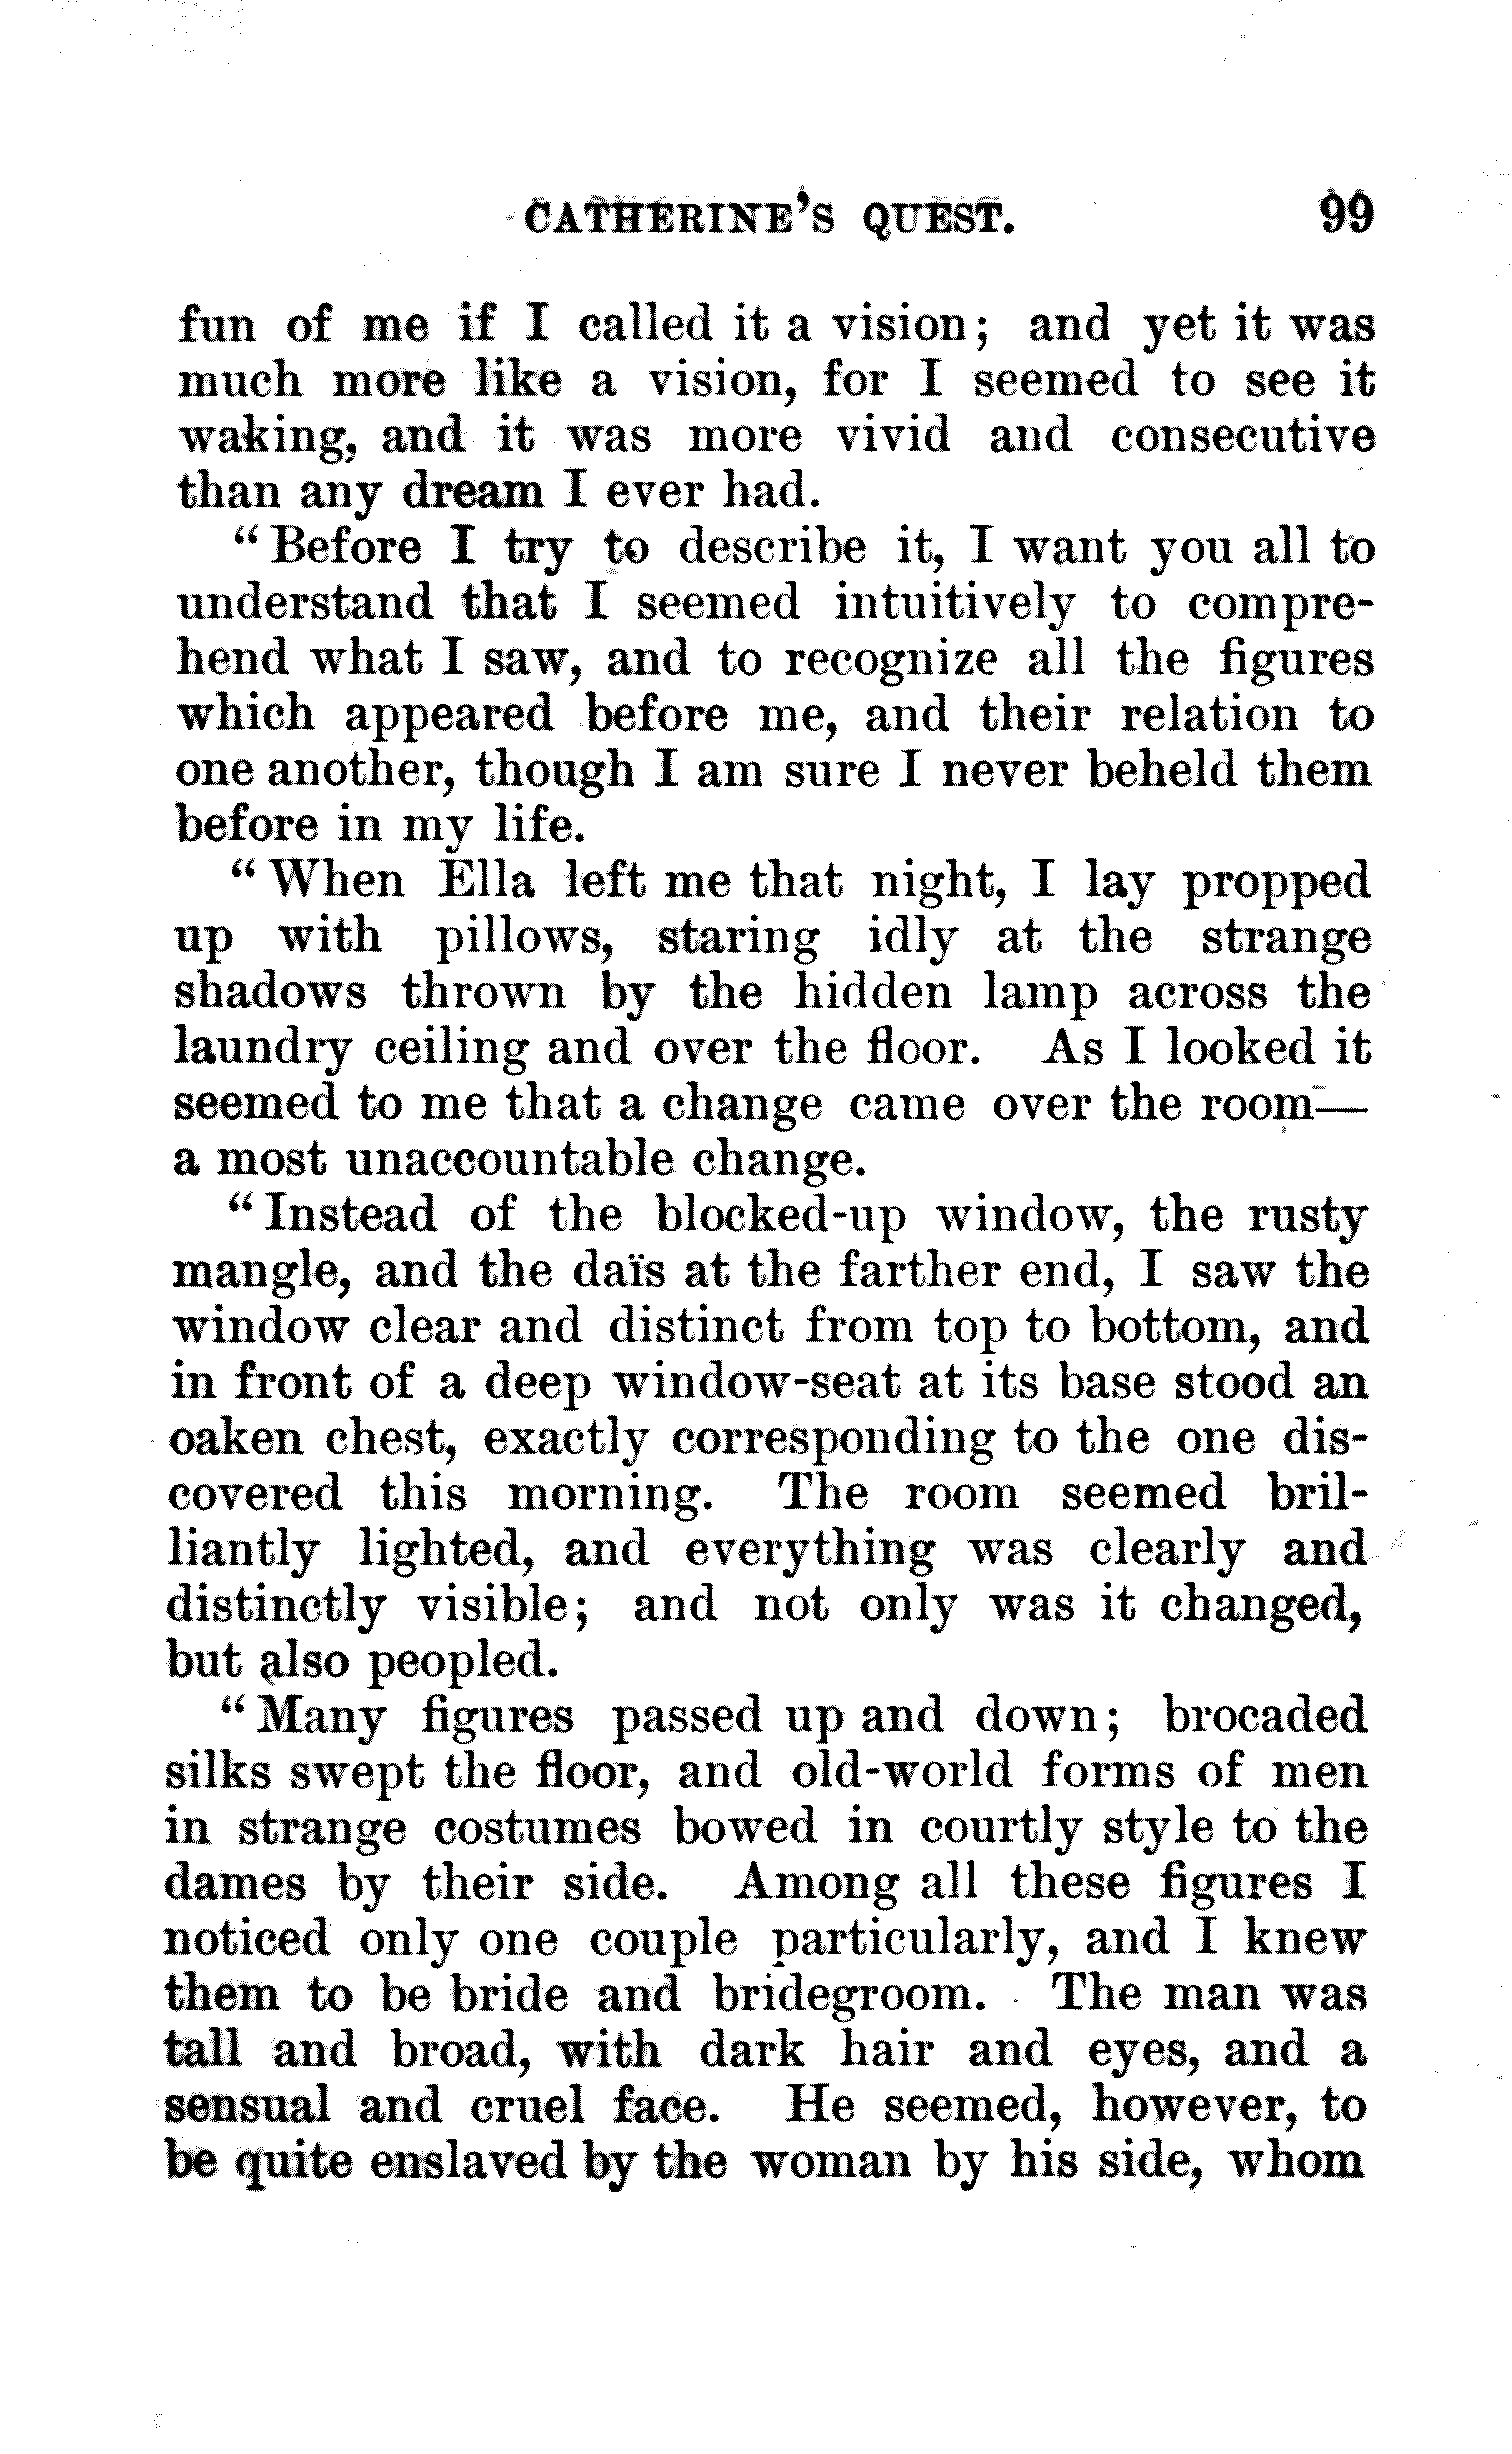 CATHERINE'S QUEST. 99
fun of me if I called it a vision; and yet it was
much more like a vision, for I seemed to see it
waking, and it was more vivid and consecutive
than any dream I ever had.
"Before I try to describe it, I want you all to
understand that I seemed intuitively to compre-
hend what I saw, and to recognize all the figures
which appeared before me, and their relation to
one another, though I am sure I never beheld them
before in my life.
"When Ella left me that night, I lay propped
up with pillows, staring idly at the strange
shadows thrown by the hidden lamp across the
laundry ceiling and over the floor. As I looked it
seemed to me that a change came over the room—
a most unaccountable change.
"Instead of the blocked-up window, the rusty
mangle, and the daïs at the farther end, I saw the
window clear and distinct from top to bottom, and
in front of a deep window-seat at its base stood an
oaken chest, exactly corresponding to the one dis-
covered this morning. The room seemed bril-
liantly lighted, and everything was clearly and
distinctly visible; and not only was it changed,
but also peopled.
"Many figures passed up and down; brocaded
silks swept the floor, and old-world forms of men
in strange costumes bowed in courtly style to the
dames by their side. Among all these figures I
noticed only one couple particularly, and I knew
them to be bride and bridegroom. The man was
tall and broad, with dark hair and eyes, and a
sensual and cruel face. He seemed, however, to
be quite enslaved by the woman by his side, whom